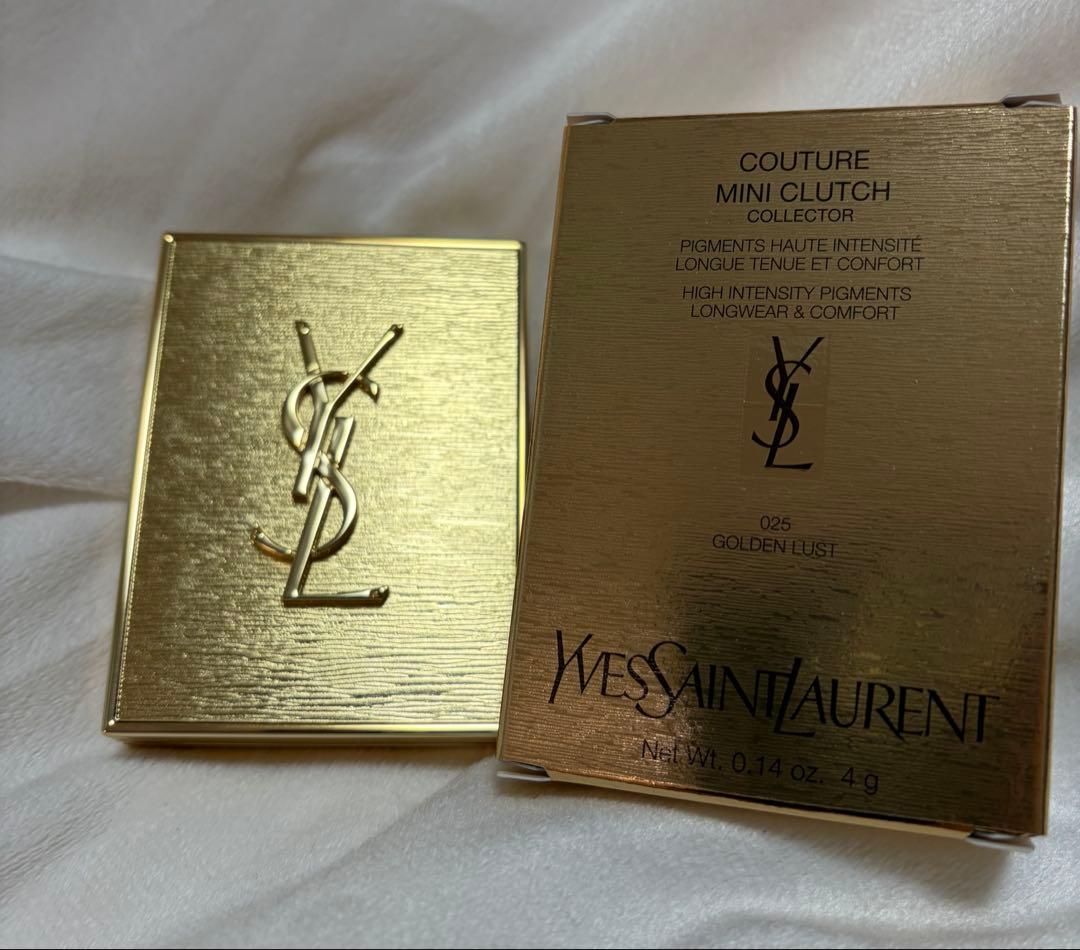 YSL
COUTURE
MINI CLUTCH
COLLECTOR
PIGMENTS HAUTE INTENSITÉ
LONGUE TENUE ET CONFORT
HIGH INTENSITY PIGMENTS
LONGWEAR & COMFORT
YSL
025
GOLDEN LUST
YVESSAINTLAURENT
Net Wt. 0.14 oz. 4 g